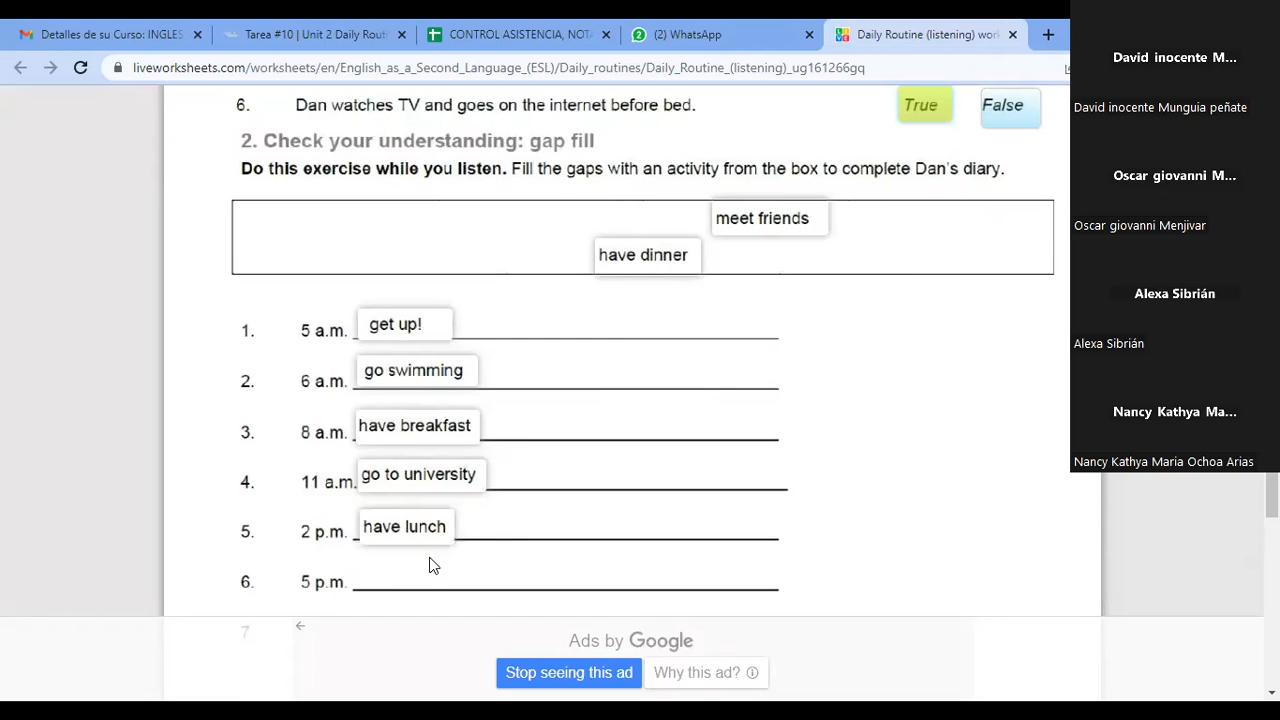 Detalles de su Curso: INGLES
Tarea #10 | Unit 2 Daily Rou
CONTROL ASISTENCIA, NOT
(2) WhatsApp
Daily Routine (listening) wor
liveworksheets.com/worksheets/en/English_as_a_Second_Language_(ESL)/Daily_routines/Daily_Routine_(listening)_ug161266gq
6. Dan watches TV and goes on the internet before bed. True False
2. Check your understanding: gap fill
Do this exercise while you listen. Fill the gaps with an activity from the box to complete Dan's diary.
meet friends
have dinner
1. 5 a.m. get up!
2. 6 a.m. go swimming
3. 8 a.m. have breakfast
4. 11 a.m. go to university
5. 2 p.m. have lunch
6. 5 p.m.
7
Ads by Google
Stop seeing this ad Why this ad?
David inocente M...
David inocente Munguia peñate
Oscar giovanni M...
Oscar giovanni Menjivar
Alexa Sibrián
Alexa Sibrián
Nancy Kathya Ma...
Nancy Kathya Maria Ochoa Arias